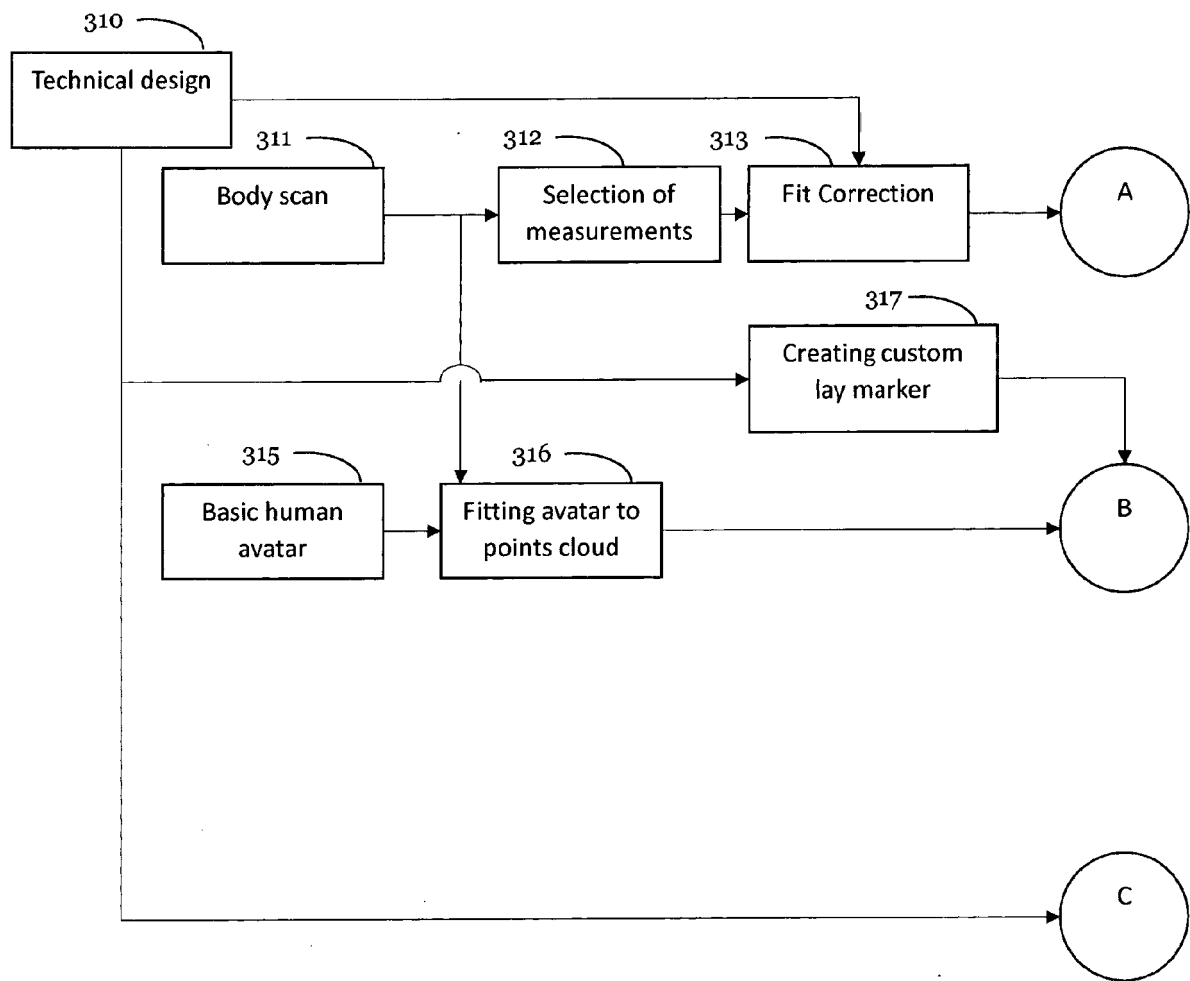 310
Technical design
311
312
313
Body scan
Selection of
measurements
Fit Correction
A
317
Creating custom
lay marker
315
316
Basic human
avatar
Fitting avatar to
points cloud
B
C